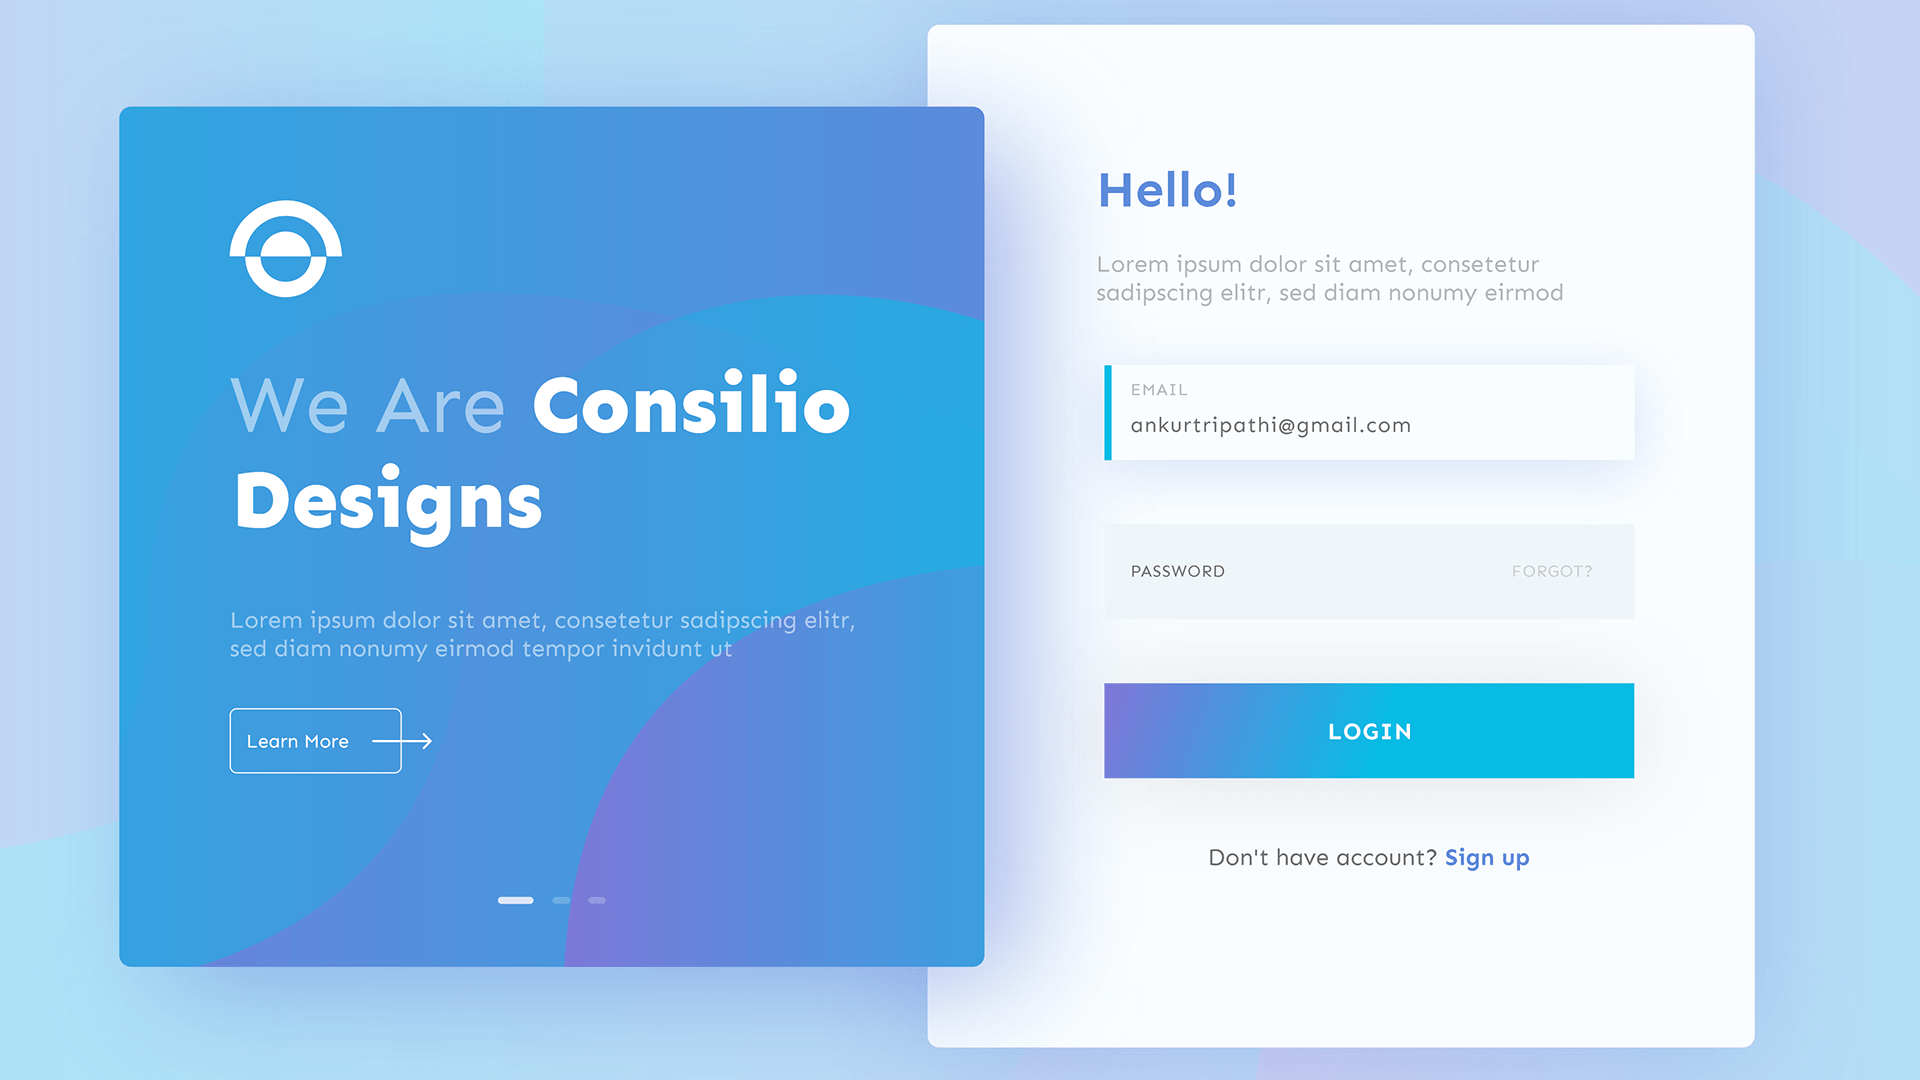 We Are Consilio
Designs
Lorem ipsum dolor sit amet, consetetur sadipscing elitr,
sed diam nonumy eirmod tempor invidunt ut
Learn More
Hello!
Lorem ipsum dolor sit amet, consetetur
sadipscing elitr, sed diam nonumy eirmod
EMAIL
ankurtripathi@gmail.com
PASSWORD FORGOT?
LOGIN
Don't have account? Sign up